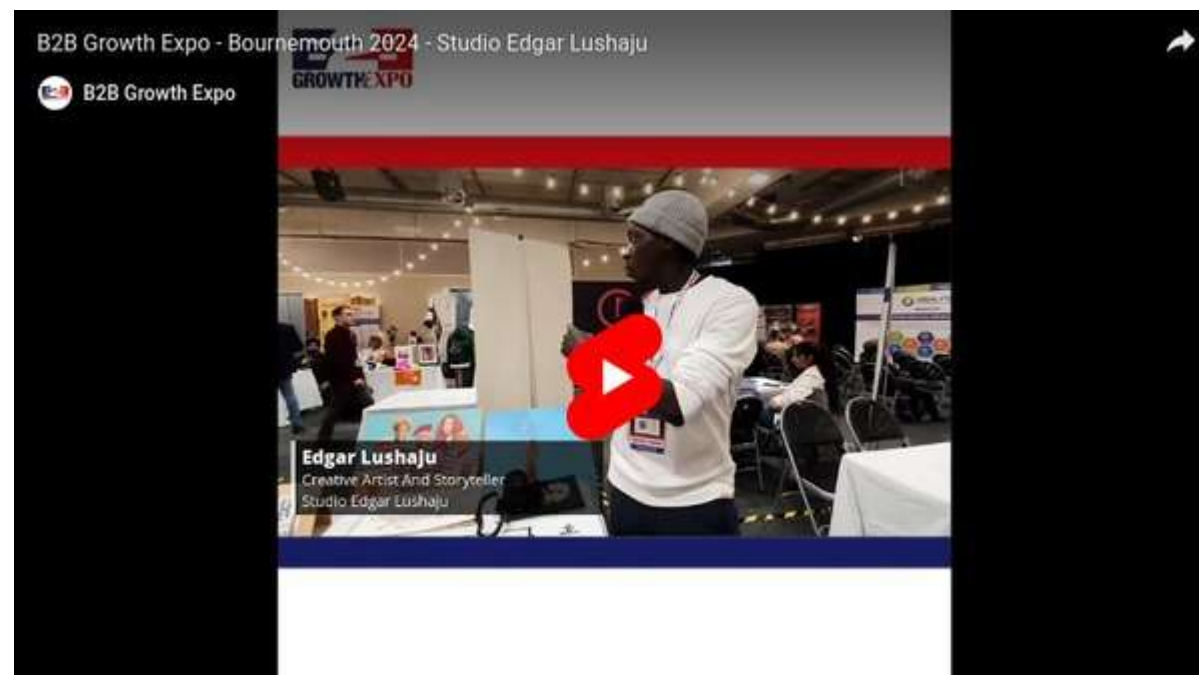 B2B Growth Expo - Bournemouth 2024 - Studio Edgar Lushaju
B2B Growth Expo
GROWTH EXPO
Edgar Lushaju
Creative Artist And Storyteller
Studio Edgar Lushaju